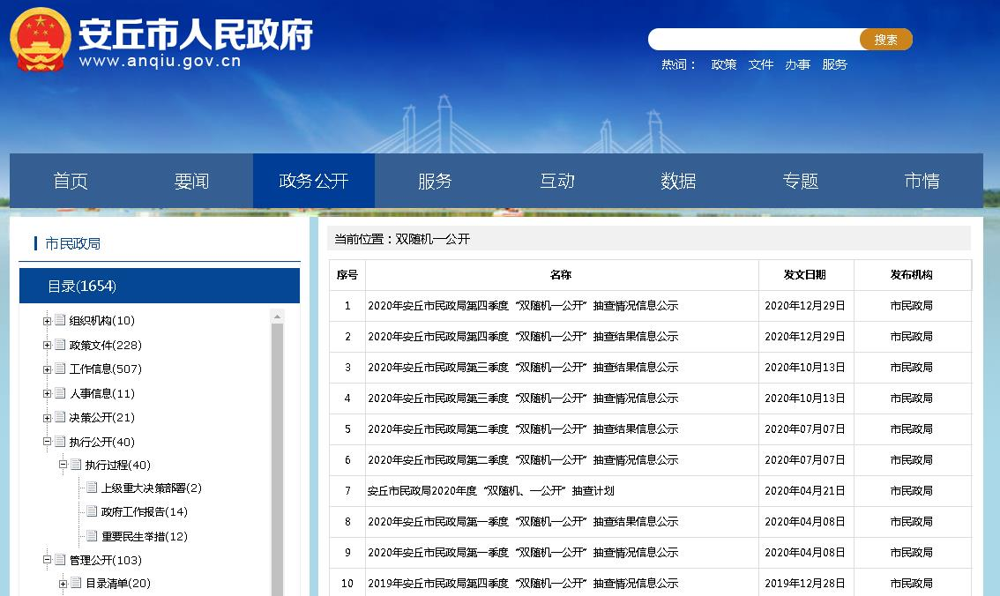 安丘市人民政府
www.anqiu.gov.cn
搜索
热词： 政策 文件 办事 服务
首页 要闻 政务公开 服务 互动 数据 专题 市情
市民政局
目录(1654)
组织机构(10)
政策文件(228)
工作信息(507)
人事信息(11)
决策公开(21)
执行公开(40)
执行过程(40)
上级重大决策部署(2)
政府工作报告(14)
重要民生举措(12)
管理公开(103)
目录清单(20)
当前位置：双随机一公开
序号 名称 发文日期 发布机构
1 2020年安丘市民政局第四季度“双随机一公开”抽查情况信息公示 2020年12月29日 市民政局
2 2020年安丘市民政局第四季度“双随机一公开”抽查结果信息公示 2020年12月29日 市民政局
3 2020年安丘市民政局第三季度“双随机一公开”抽查结果信息公示 2020年10月13日 市民政局
4 2020年安丘市民政局第三季度“双随机一公开”抽查情况信息公示 2020年10月13日 市民政局
5 2020年安丘市民政局第二季度“双随机一公开”抽查结果信息公示 2020年07月07日 市民政局
6 2020年安丘市民政局第二季度“双随机一公开”抽查情况信息公示 2020年07月07日 市民政局
7 安丘市民政局2020年度“双随机、一公开”抽查计划 2020年04月21日 市民政局
8 2020年安丘市民政局第一季度“双随机一公开”抽查结果信息公示 2020年04月08日 市民政局
9 2020年安丘市民政局第一季度“双随机一公开”抽查情况信息公示 2020年04月08日 市民政局
10 2019年安丘市民政局第四季度“双随机一公开”抽查情况信息公示 2019年12月28日 市民政局